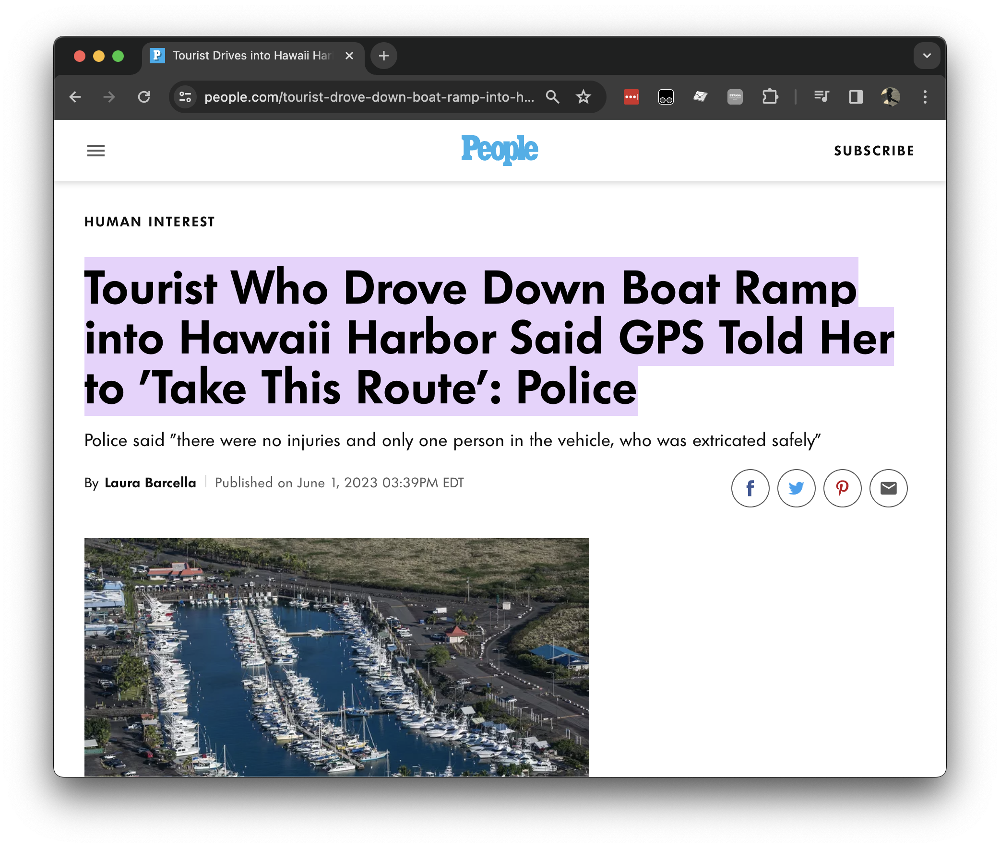 Tourist Drives into Hawaii Har
people.com/tourist-drove-down-boat-ramp-into-h...
People
SUBSCRIBE
HUMAN INTEREST
Tourist Who Drove Down Boat Ramp
into Hawaii Harbor Said GPS Told Her
to ’Take This Route’: Police
Police said ”there were no injuries and only one person in the vehicle, who was extricated safely”
By Laura Barcella Published on June 1, 2023 03:39PM EDT